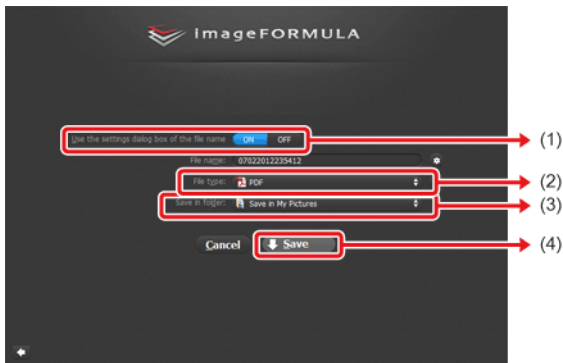 imageFORMULA
Use the settings dialog box of the file name ON OFF (1)
File name: 07022012235412
File type: PDF (2)
Save in folder: Save in My Pictures (3)
Cancel Save (4)